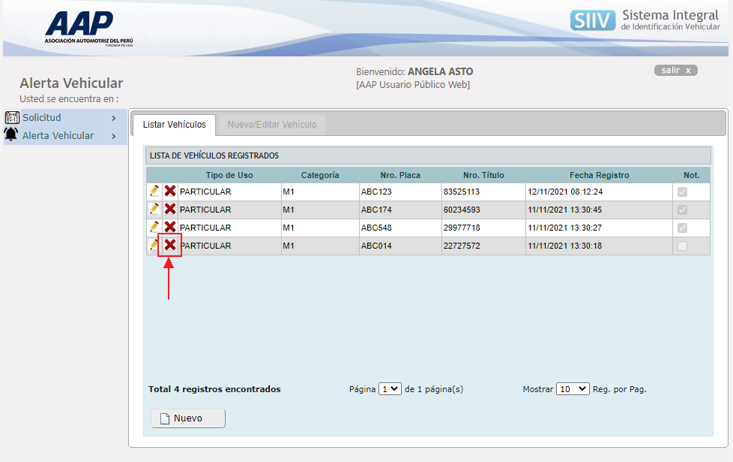 AAP
ASOCIACIÓN AUTOMOTRIZ DEL PERÚ
FUNDADA EN 1926
SIIV Sistema Integral
de Identificación Vehicular
Alerta Vehicular
Usted se encuentra en :
Bienvenido: ANGELA ASTO
[AAP Usuario Público Web]
salir x
Solicitud
Alerta Vehicular
Listar Vehículos Nuevo/Editar Vehículo
LISTA DE VEHÍCULOS REGISTRADOS
Tipo de Uso Categoría Nro. Placa Nro. Título Fecha Registro Not.
PARTICULAR M1 ABC123 83525113 12/11/2021 08:12:24
PARTICULAR M1 ABC174 60234593 11/11/2021 13:30:45
PARTICULAR M1 ABC548 29977718 11/11/2021 13:30:27
PARTICULAR M1 ABC014 22727572 11/11/2021 13:30:18
Total 4 registros encontrados Página 1 de 1 página(s) Mostrar 10 Reg. por Pag.
Nuevo